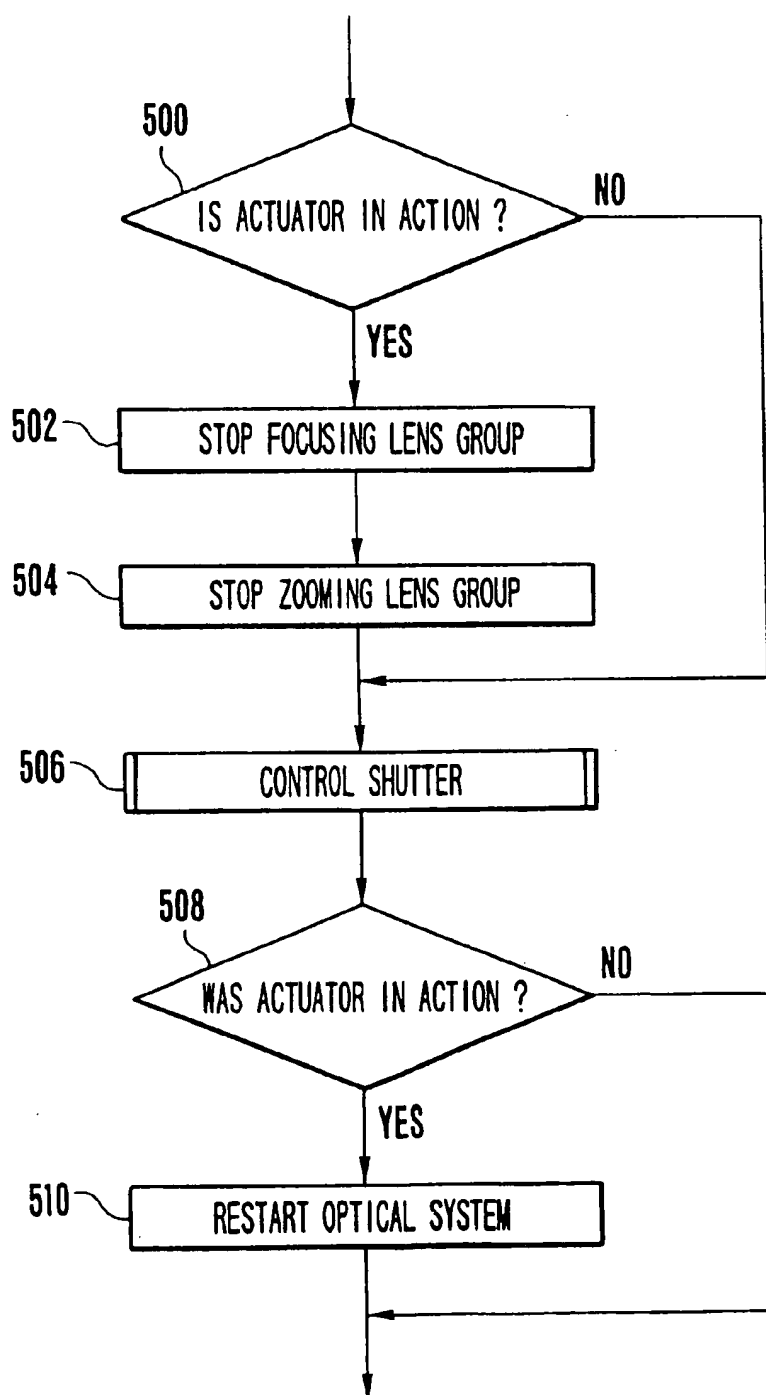 500
IS ACTUATOR IN ACTION ?
NO
YES
502
STOP FOCUSING LENS GROUP
504
STOP ZOOMING LENS GROUP
506
CONTROL SHUTTER
508
WAS ACTUATOR IN ACTION ?
NO
YES
510
RESTART OPTICAL SYSTEM